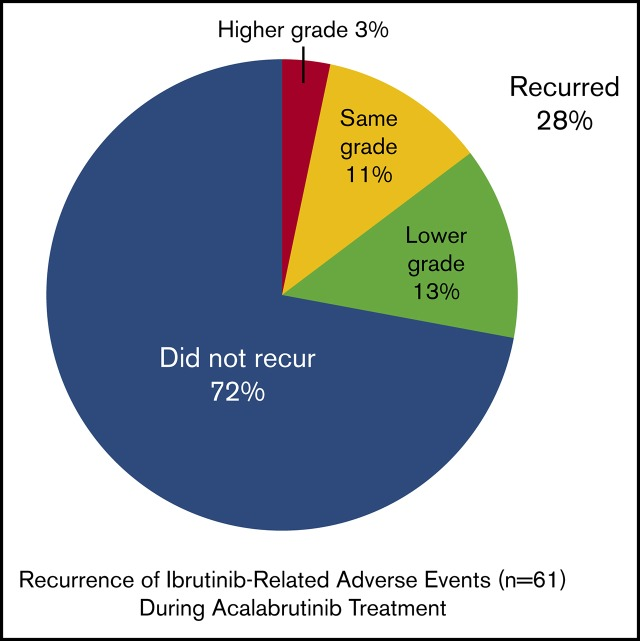 Higher grade 3%
Recurred
28%
Same
grade
11%
Lower
grade
13%
Did not recur
72%
Recurrence of Ibrutinib-Related Adverse Events (n=61)
During Acalabrutinib Treatment